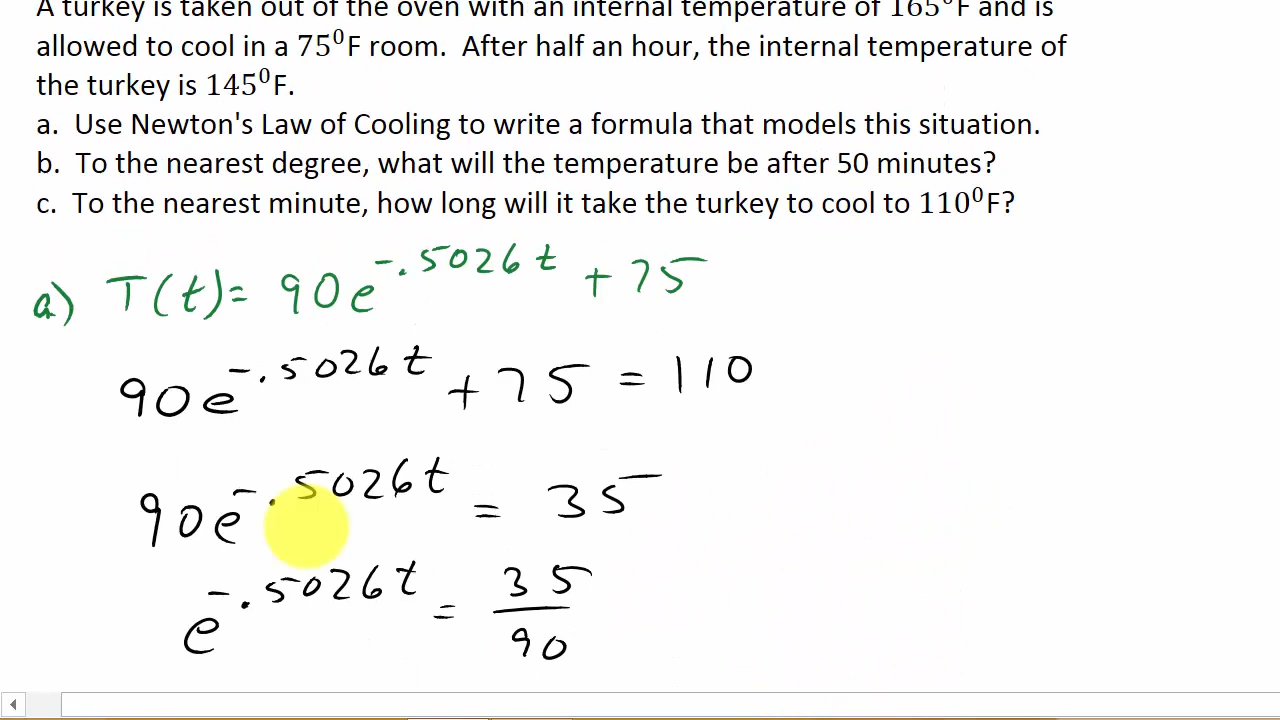 A turkey is taken out of the oven with an internal temperature of 165⁰F and is
allowed to cool in a 75⁰F room. After half an hour, the internal temperature of
the turkey is 145⁰F.
a. Use Newton's Law of Cooling to write a formula that models this situation.
b. To the nearest degree, what will the temperature be after 50 minutes?
c. To the nearest minute, how long will it take the turkey to cool to 110⁰F?
a) T(t)= 90e^-.5026t + 75
90e^-.5026t + 75 = 110
90e^-.5026t = 35
e^-.5026t = 35/90